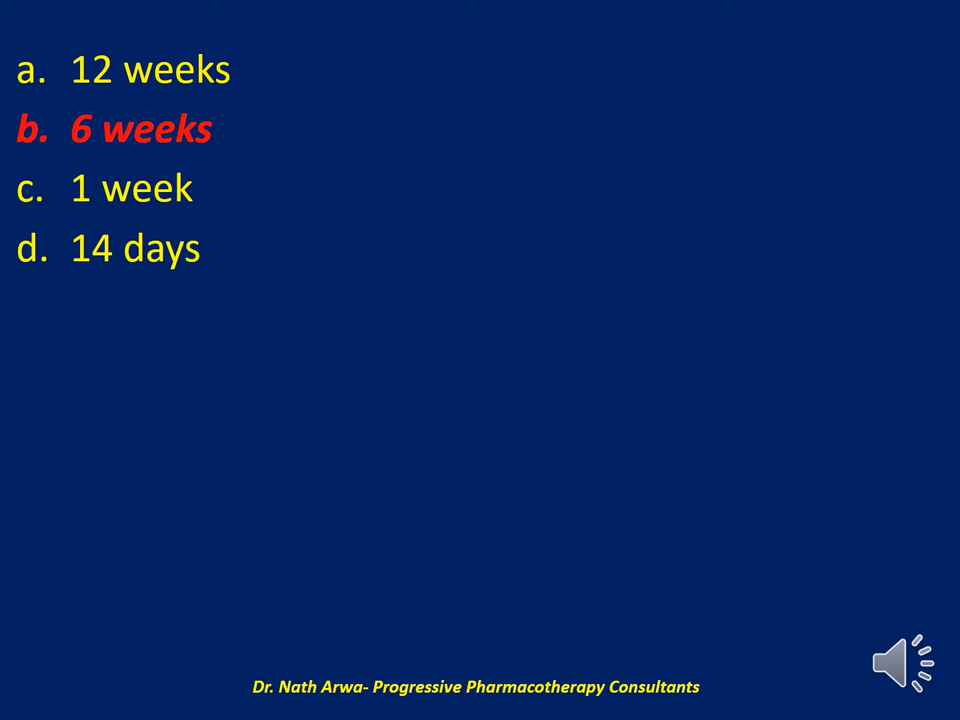 a. 12 weeks
b. 6 weeks
c. 1 week
d. 14 days
Dr. Nath Arwa- Progressive Pharmacotherapy Consultants